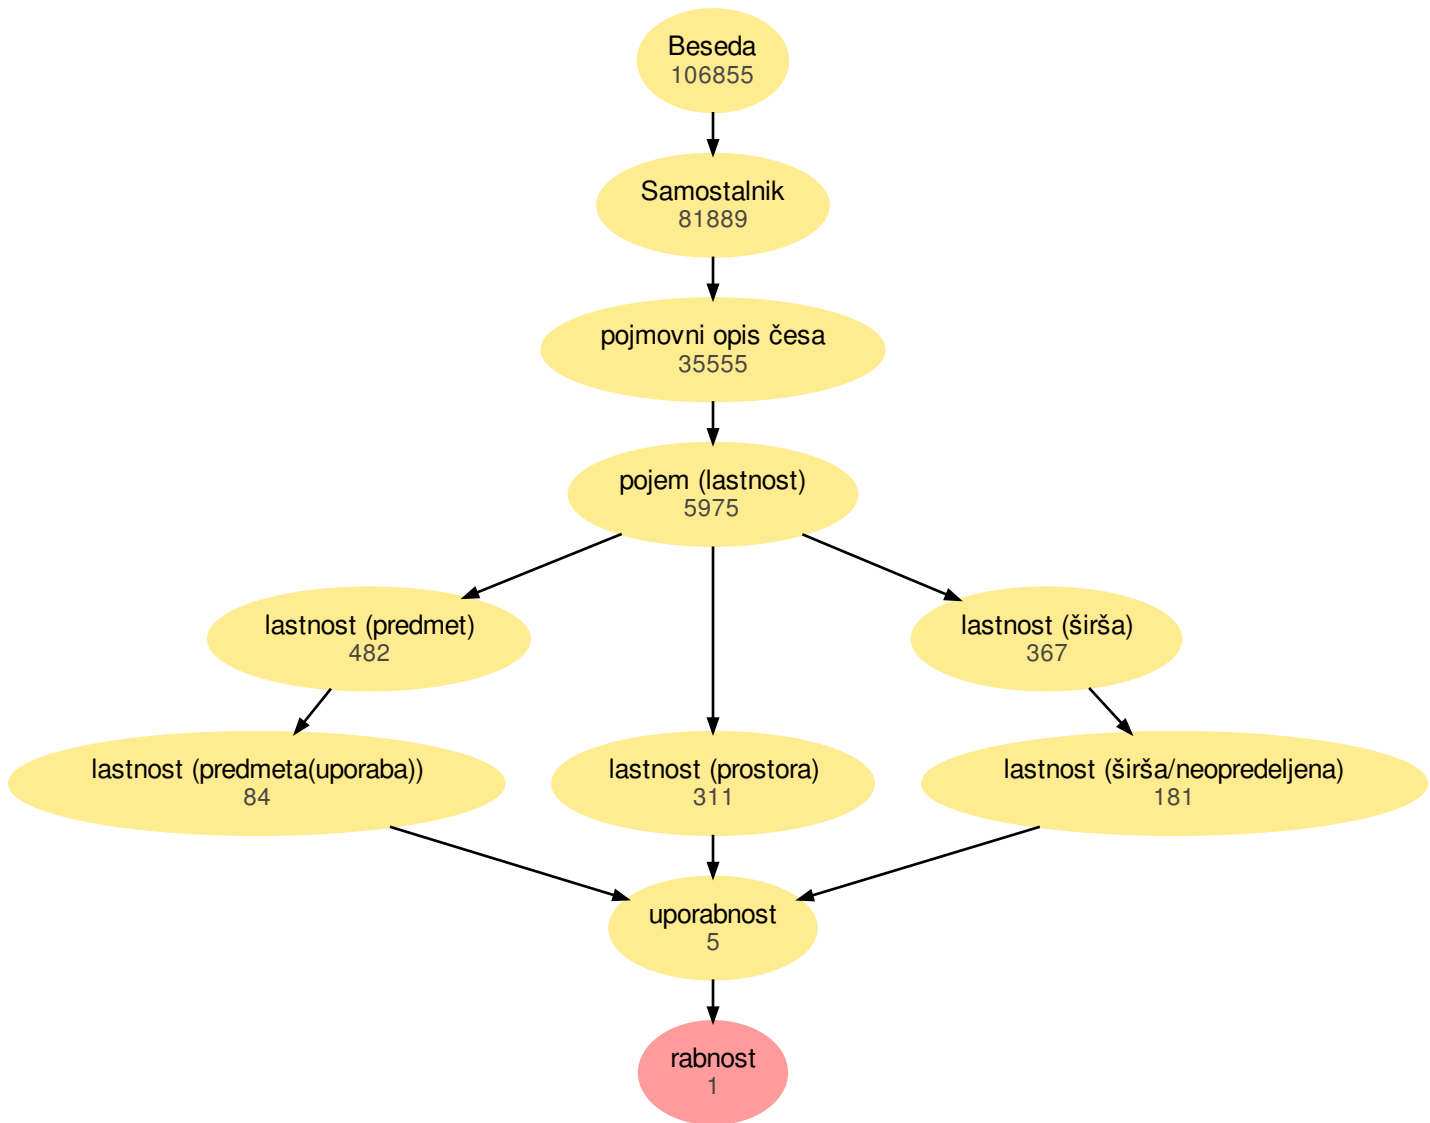 Beseda
106855
Samostalnik
81889
pojmovni opis česa
35555
pojem (lastnost)
5975
lastnost (predmet)
482
lastnost (širša)
367
lastnost (predmeta(uporaba))
84
lastnost (prostora)
311
lastnost (širša/neopredeljena)
181
uporabnost
5
rabnost
1